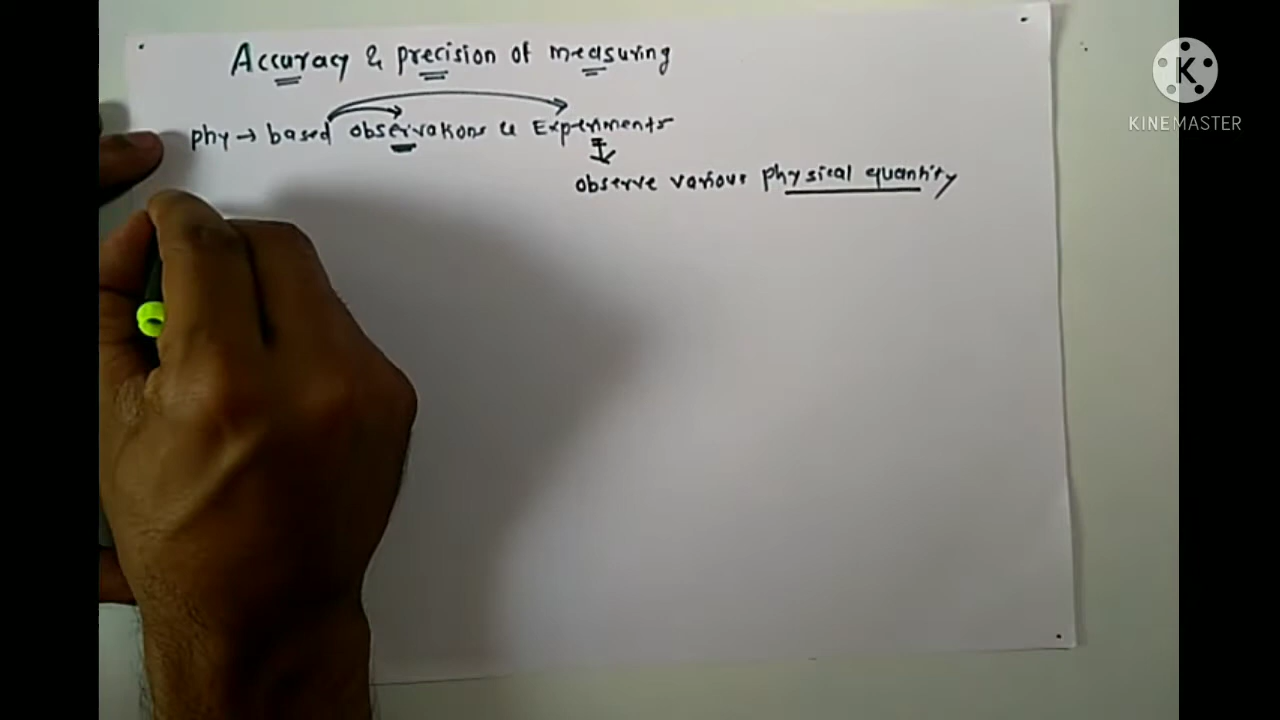 Accuracy & precision of measuring
phy → based observations & Experiments
observe various physical quantity
K
KINEMASTER